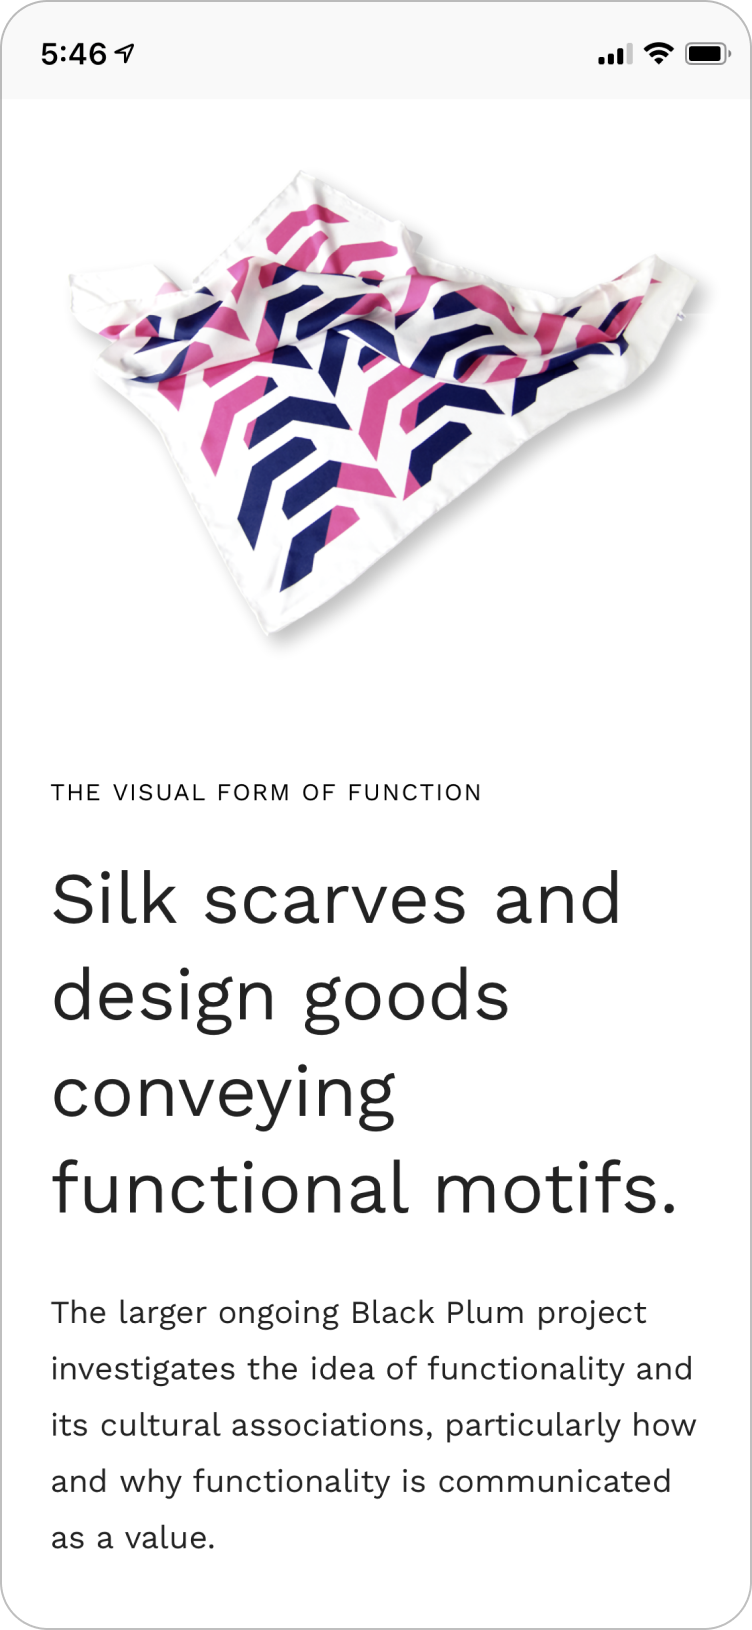 5:46
THE VISUAL FORM OF FUNCTION
Silk scarves and
design goods
conveying
functional motifs.
The larger ongoing Black Plum project
investigates the idea of functionality and
its cultural associations, particularly how
and why functionality is communicated
as a value.